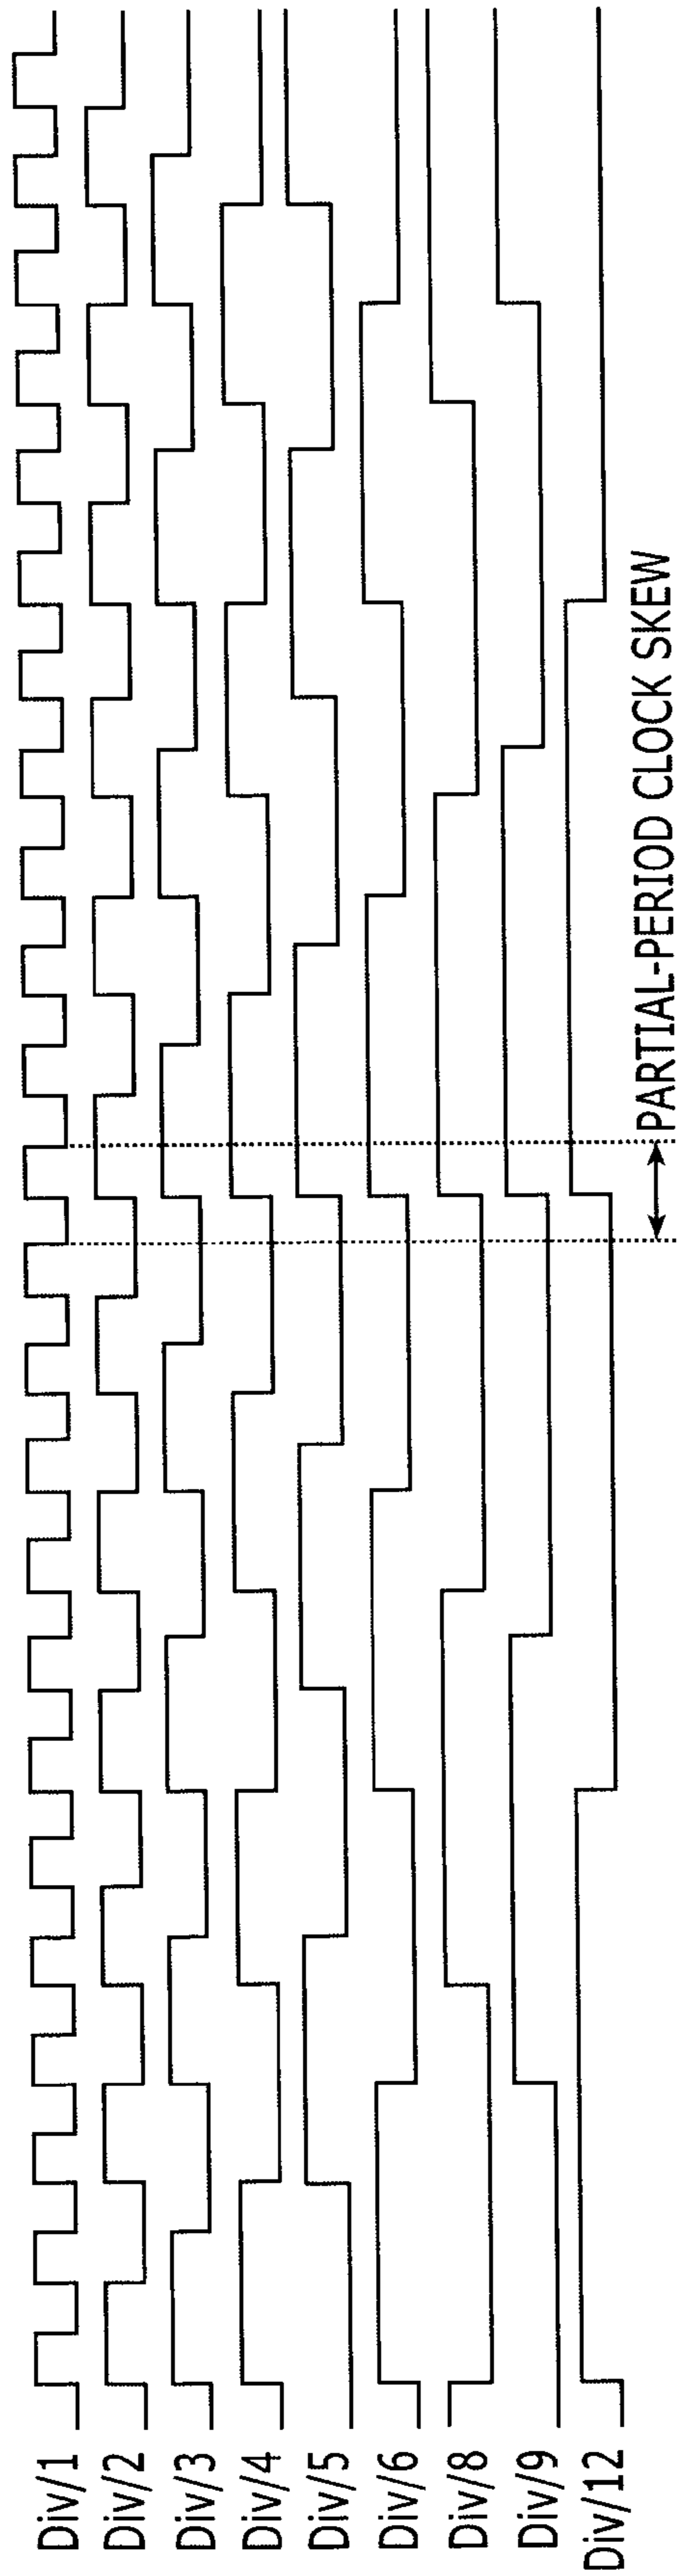 Div/1
Div/2
Div/3
Div/4
Div/5
Div/6
Div/8
Div/9
Div/12
PARTIAL-PERIOD CLOCK SKEW